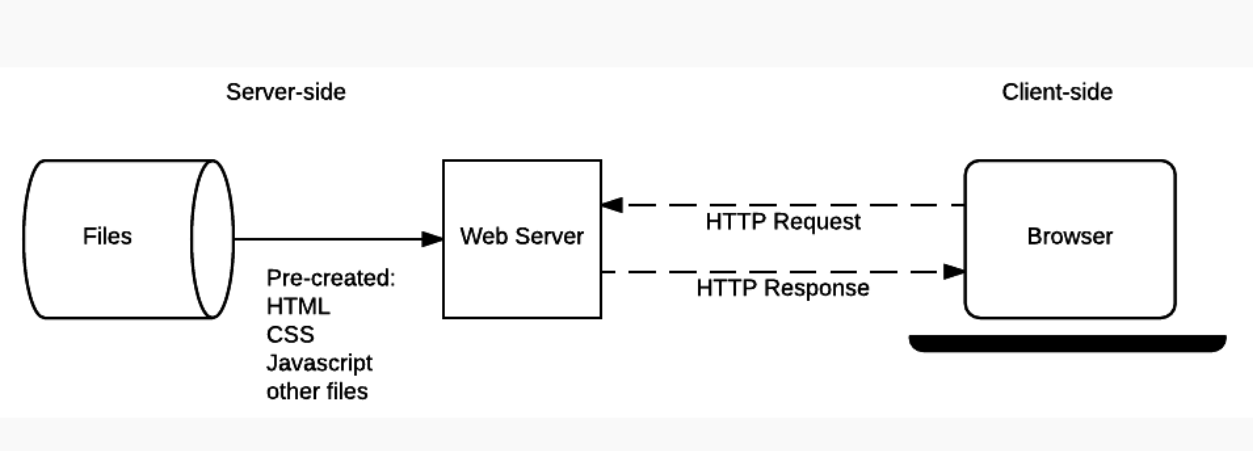 Server-side
Client-side
Files
Web Server
HTTP Request
Browser
HTTP Response
Pre-created:
HTML
CSS
Javascript
other files